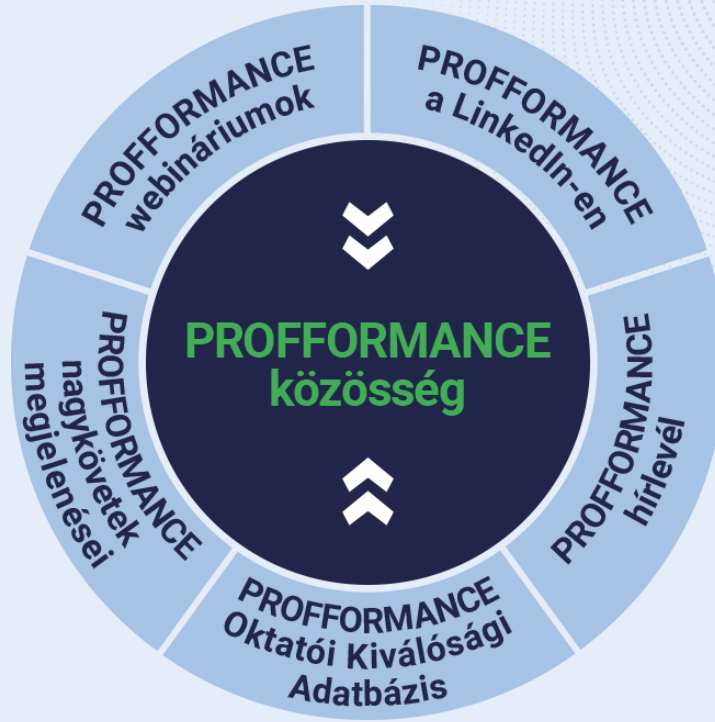 PROFFORMANCE
webináriumok
PROFFORMANCE
a LinkedIn-en
PROFFORMANCE
hírlevél
PROFFORMANCE
Oktatói Kiválósági
Adatbázis
PROFFORMANCE
nagykövetek
megjelenései
PROFFORMANCE
közösség